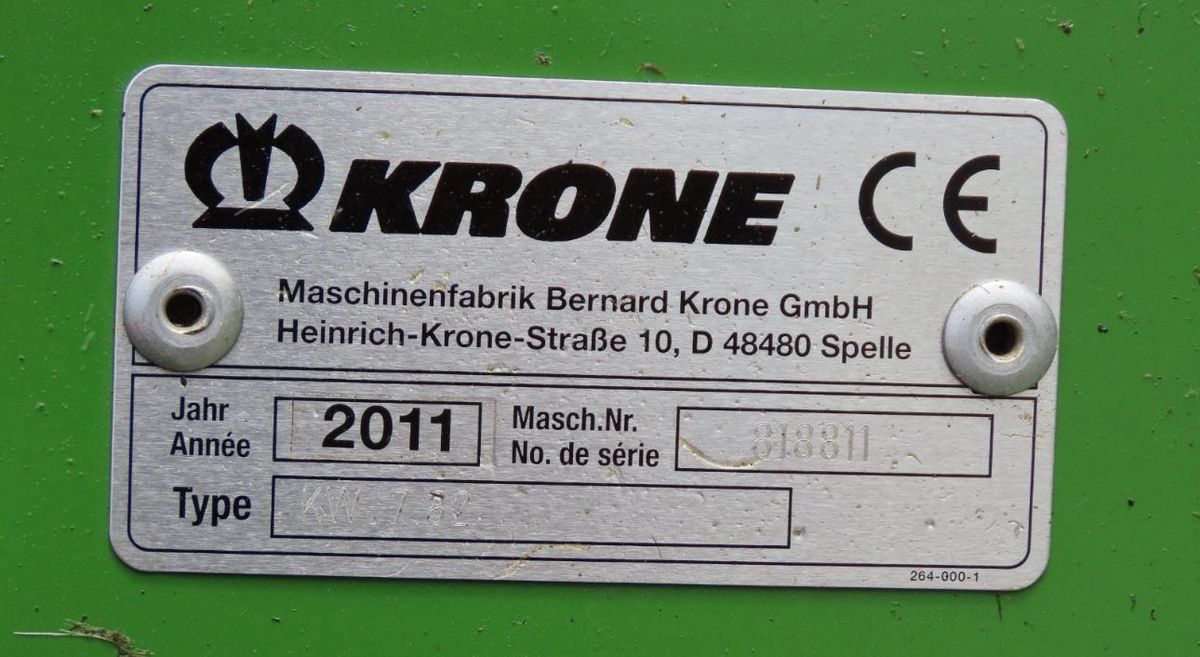 KRONE CE
Maschinenfabrik Bernard Krone GmbH
Heinrich-Krone-Straße 10, D 48480 Spelle
Jahr
Année
2011
Masch.Nr.
No. de série
818811
Type
KW 7.82
264-000-1